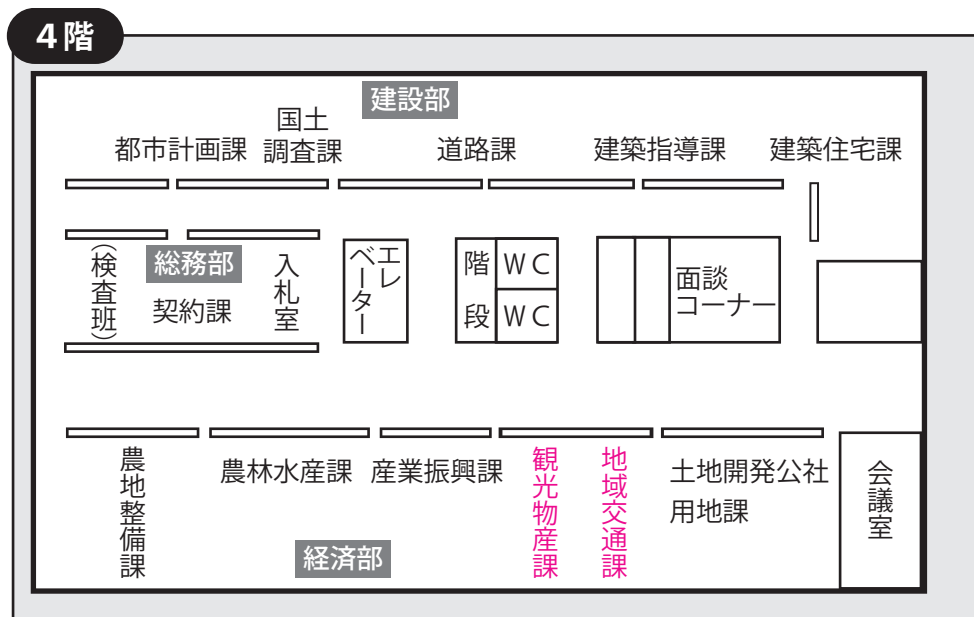 4階
建設部
都市計画課
国土
調査課
道路課
建築指導課
建築住宅課
(検査班)
総務部
契約課
入札室
エレ
ベーター
階段
WC
WC
面談
コーナー
農地整備課
農林水産課
産業振興課
観光物産課
地域交通課
土地開発公社
用地課
会議室
経済部